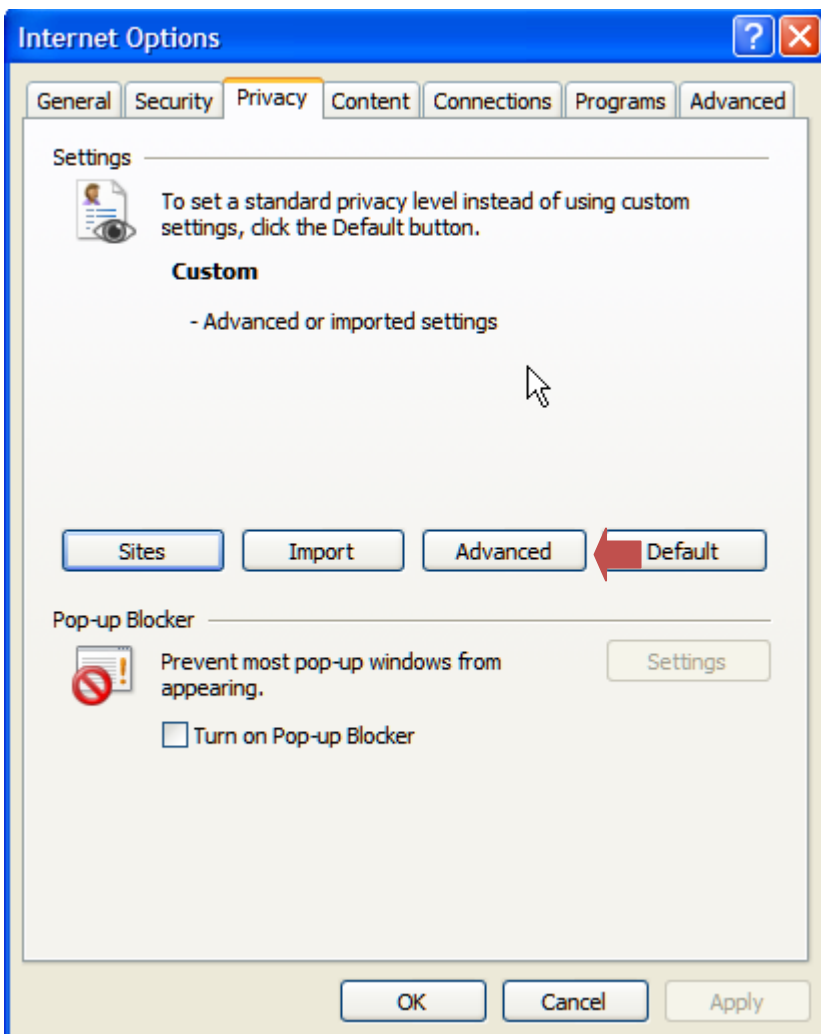 Internet Options
General Security Privacy Content Connections Programs Advanced
Settings
To set a standard privacy level instead of using custom
settings, click the Default button.
Custom
- Advanced or imported settings
Sites Import Advanced Default
Pop-up Blocker
Prevent most pop-up windows from
appearing.
Settings
Turn on Pop-up Blocker
OK Cancel Apply